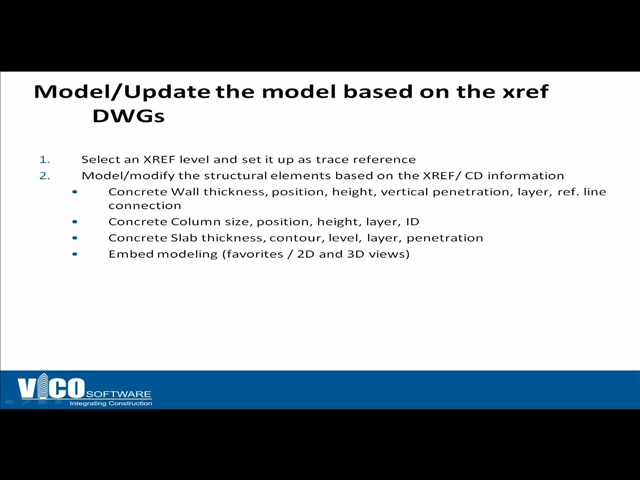 Model/Update the model based on the xref
DWGs
1. Select an XREF level and set it up as trace reference
2. Model/modify the structural elements based on the XREF/ CD information
• Concrete Wall thickness, position, height, vertical penetration, layer, ref. line
connection
• Concrete Column size, position, height, layer, ID
• Concrete Slab thickness, contour, level, layer, penetration
• Embed modeling (favorites / 2D and 3D views)
VICO SOFTWARE
Integrating Construction